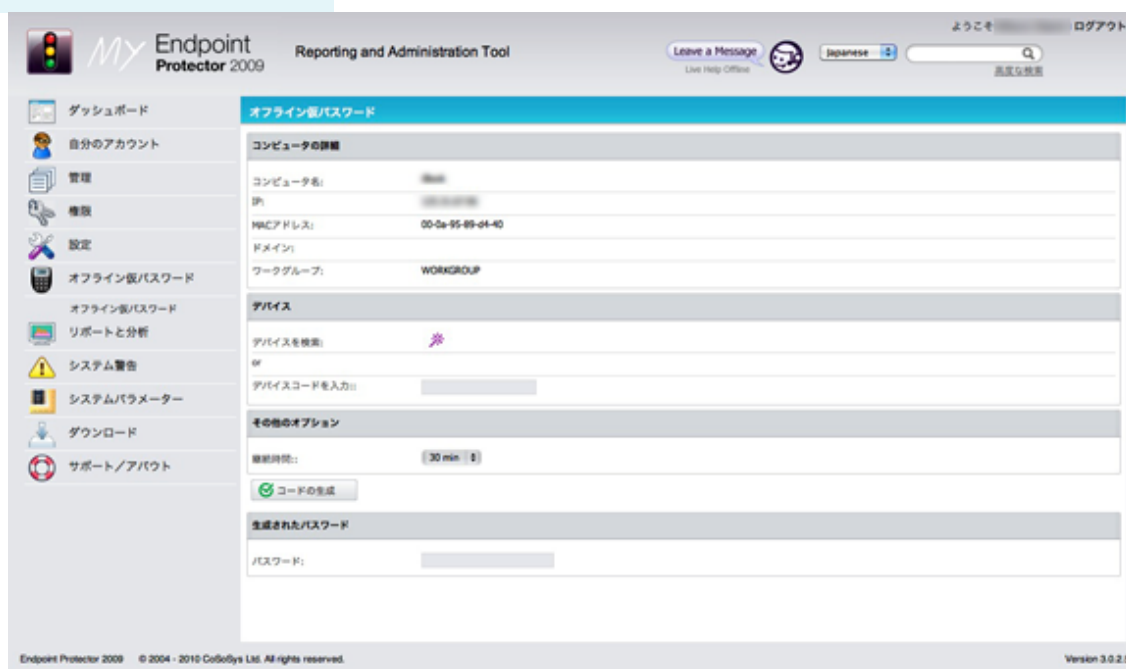 ようこそ ログアウト
My Endpoint Protector 2009
Reporting and Administration Tool
Leave a Message
Live Help Offline
Japanese
高度な検索
ダッシュボード
自分のアカウント
管理
権限
設定
オフライン仮パスワード
オフライン仮パスワード
リポートと分析
システム警告
システムパラメーター
ダウンロード
サポート/アバウト
オフライン仮パスワード
コンピュータの詳細
コンピュータ名:
IP:
MACアドレス: 00-0a-95-89-d4-40
ドメイン:
ワークグループ: WORKGROUP
デバイス
デバイスを検索:
or
デバイスコードを入力::
その他のオプション
継続時間:: 30 min
コードの生成
生成されたパスワード
パスワード:
Endpoint Protector 2009 © 2004 - 2010 CoSoSys Ltd. All rights reserved.
Version 3.0.2.